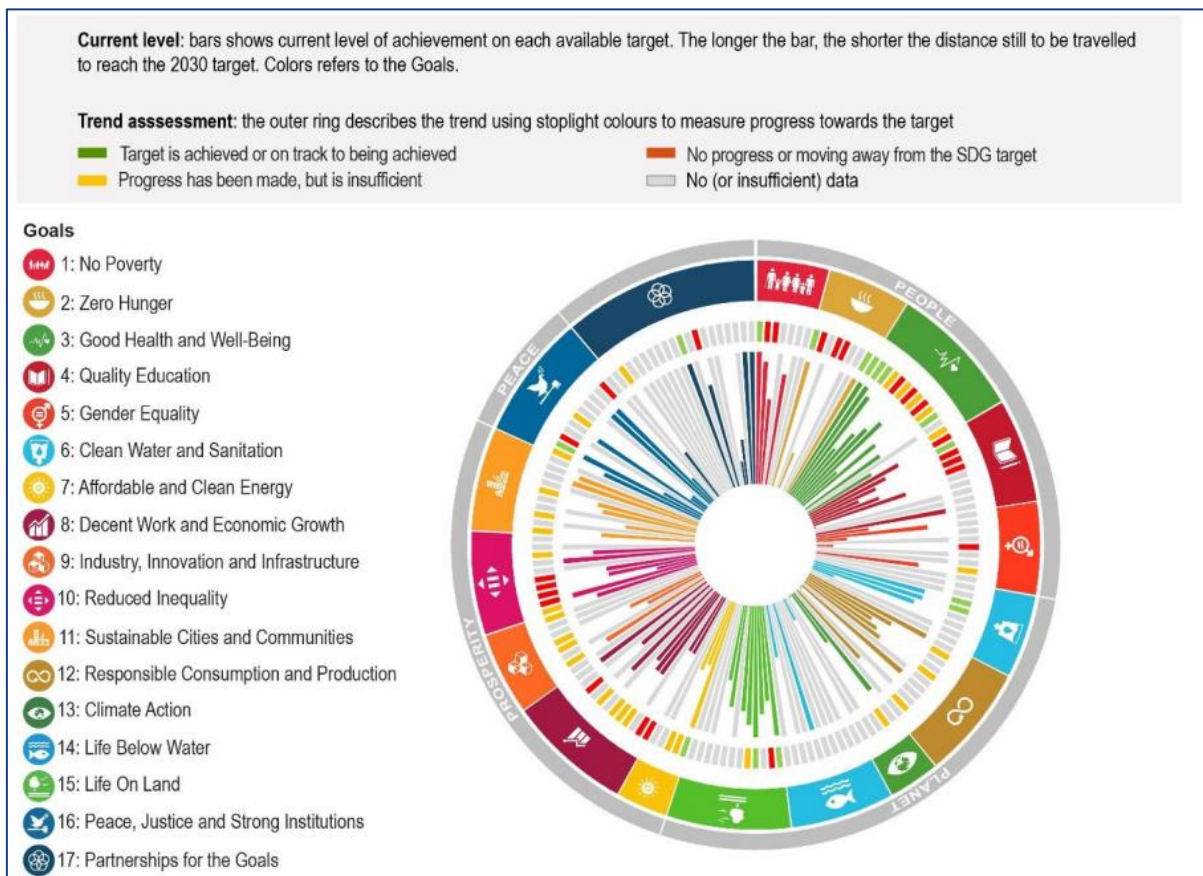 Current level: bars shows current level of achievement on each available target. The longer the bar, the shorter the distance still to be travelled
to reach the 2030 target. Colors refers to the Goals.
Trend asssessment: the outer ring describes the trend using stoplight colours to measure progress towards the target
Target is achieved or on track to being achieved
No progress or moving away from the SDG target
Progress has been made, but is insufficient
No (or insufficient) data
Goals
1: No Poverty
2: Zero Hunger
3: Good Health and Well-Being
4: Quality Education
5: Gender Equality
6: Clean Water and Sanitation
7: Affordable and Clean Energy
8: Decent Work and Economic Growth
9: Industry, Innovation and Infrastructure
10: Reduced Inequality
11: Sustainable Cities and Communities
12: Responsible Consumption and Production
13: Climate Action
14: Life Below Water
15: Life On Land
16: Peace, Justice and Strong Institutions
17: Partnerships for the Goals
PEOPLE
PLANET
PROSPERITY
PEACE